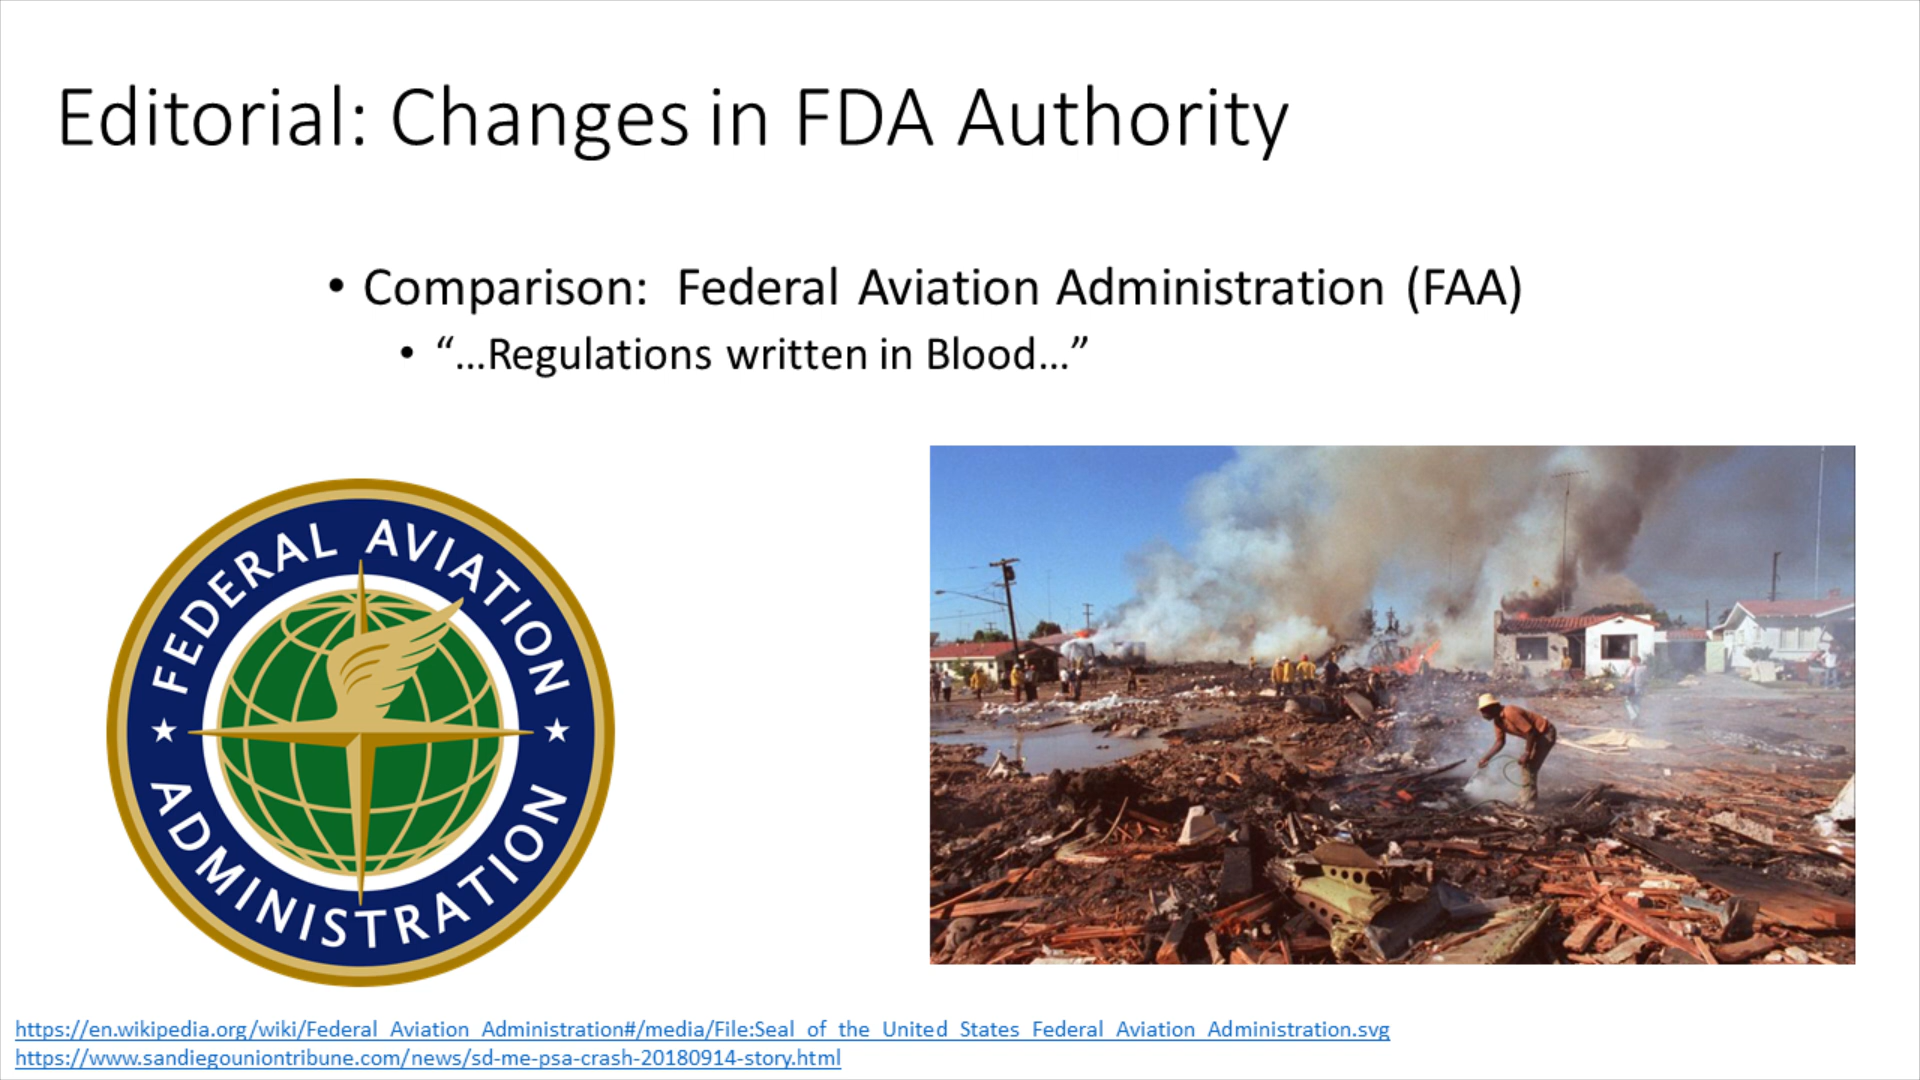 Editorial: Changes in FDA Authority
• Comparison: Federal Aviation Administration (FAA)
• “…Regulations written in Blood…”
FEDERAL AVIATION
ADMINISTRATION
https://en.wikipedia.org/wiki/Federal_Aviation_Administration#/media/File:Seal_of_the_United_States_Federal_Aviation_Administration.svg
https://www.sandiegouniontribune.com/news/sd-me-psa-crash-20180914-story.html